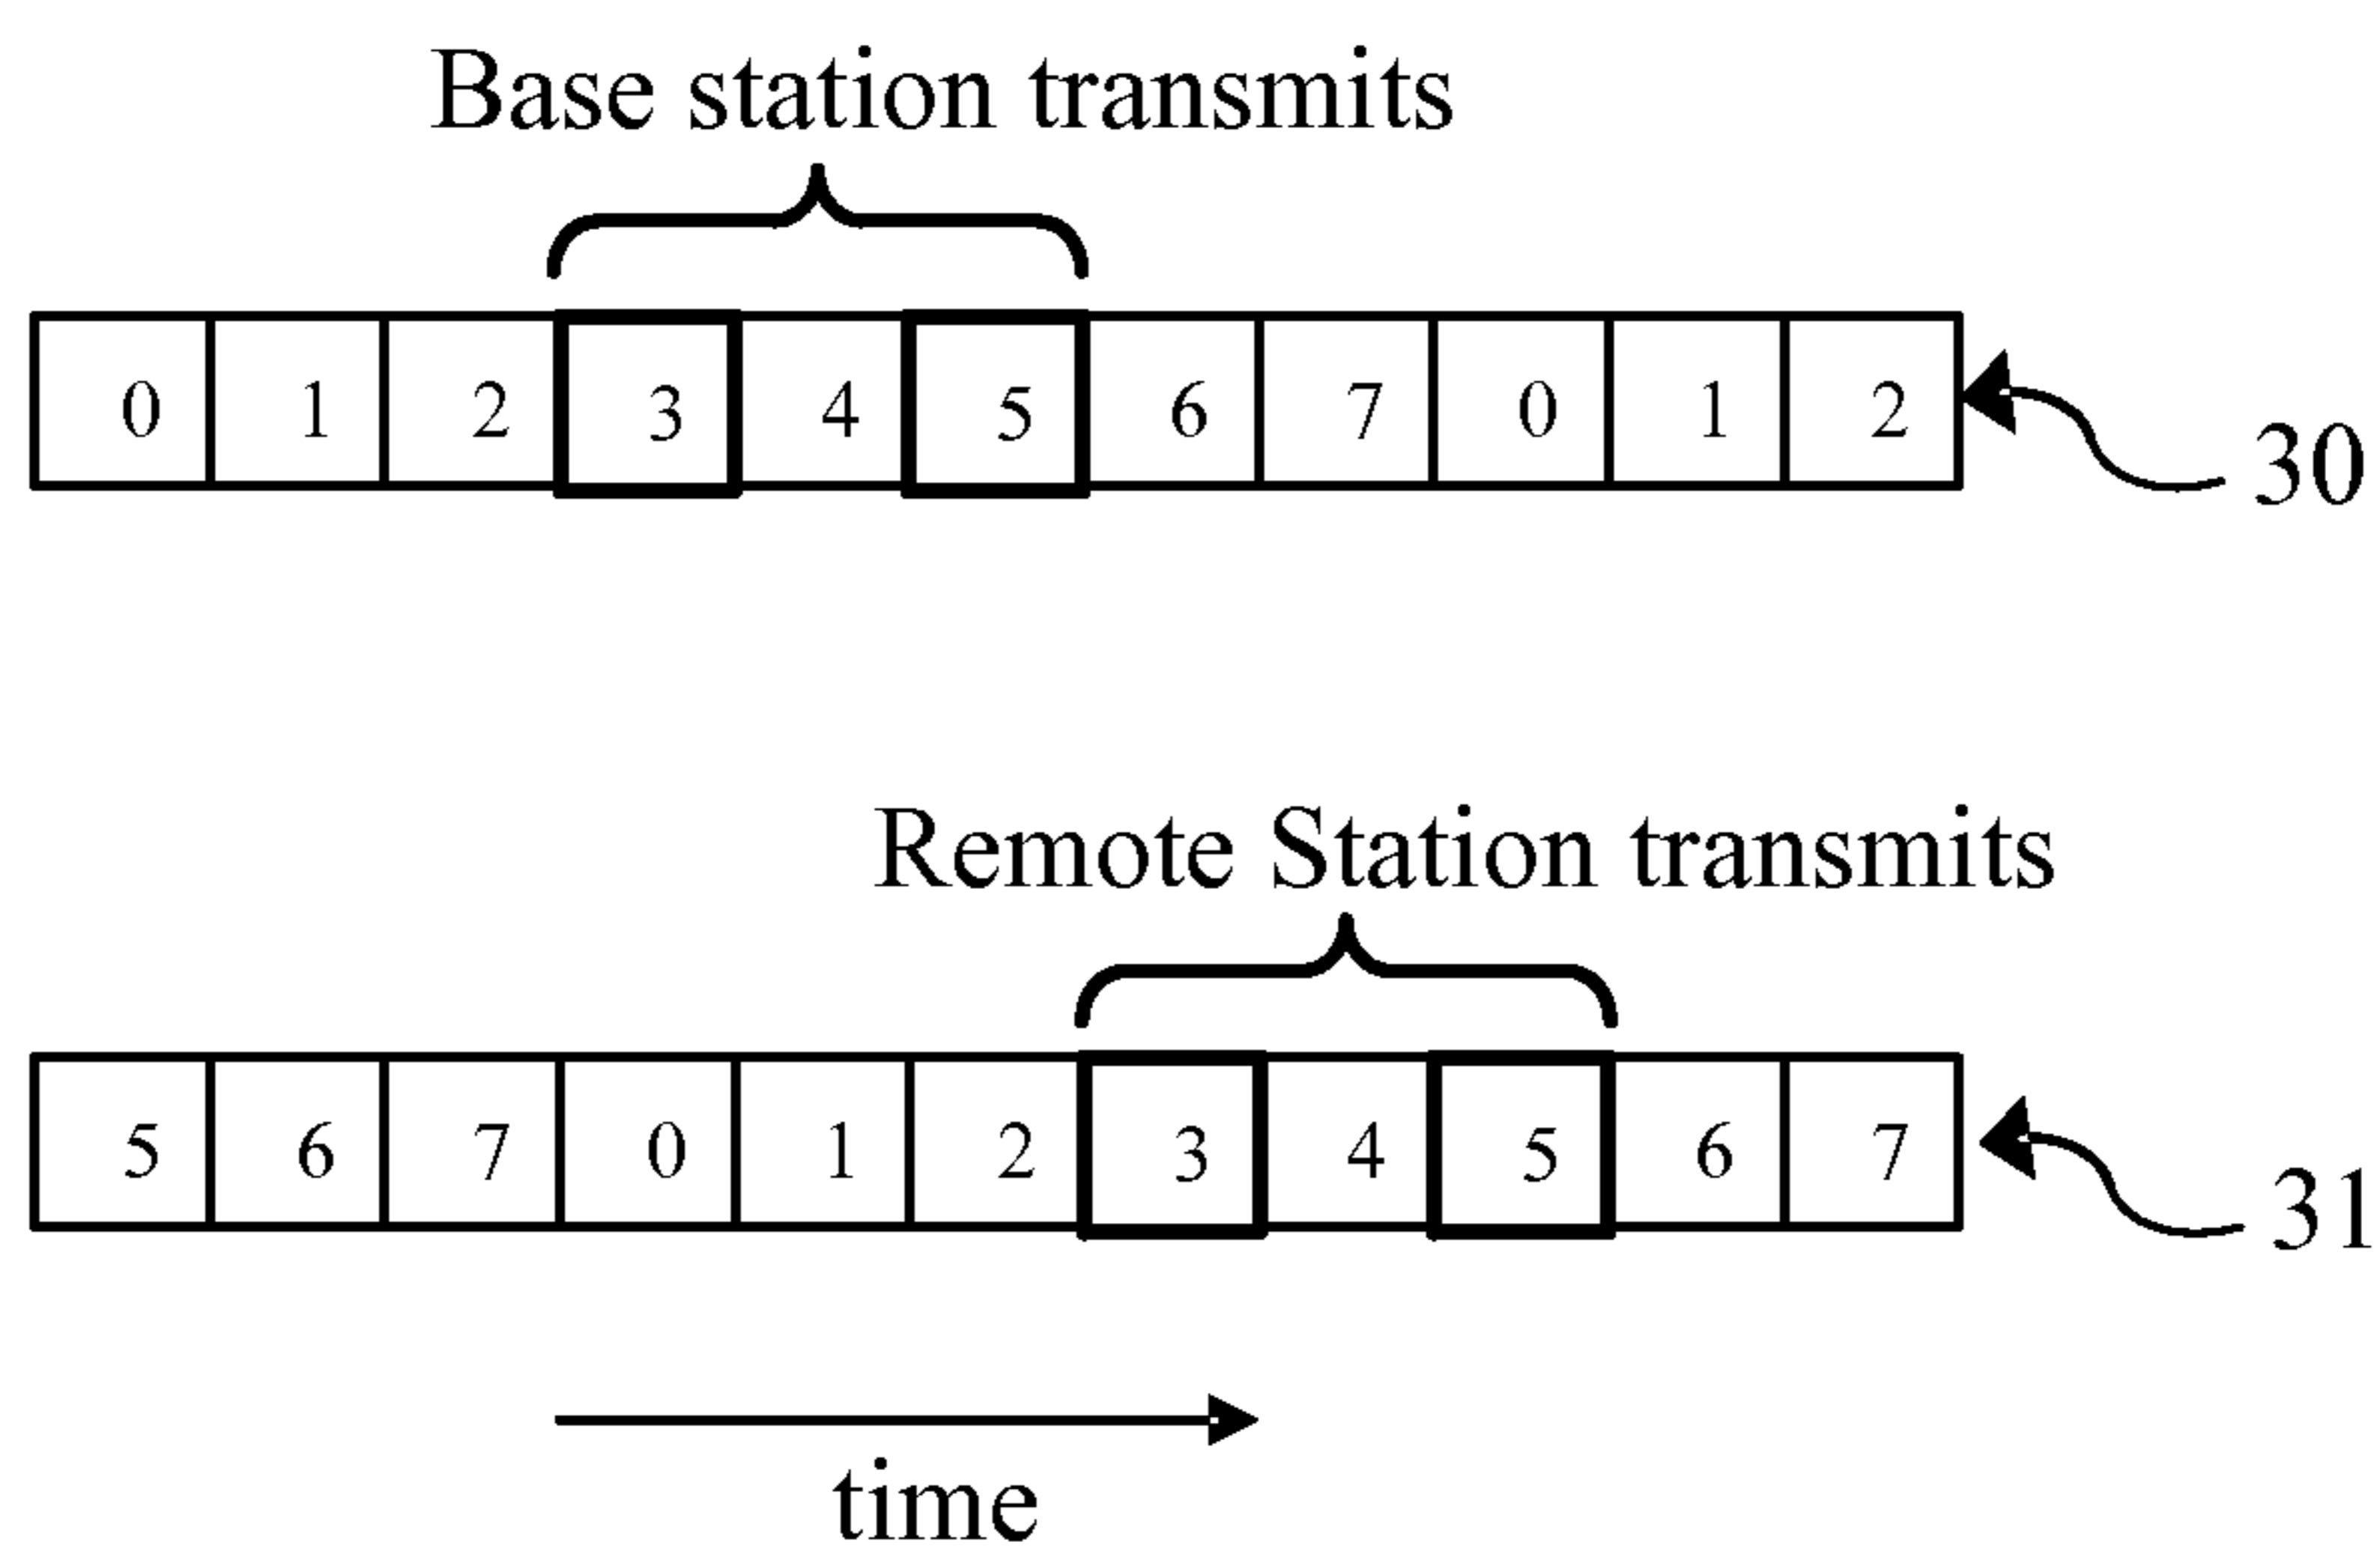 Base station transmits
0 1 2 3 4 5 6 7 0 1 2
30
Remote Station transmits
5 6 7 0 1 2 3 4 5 6 7
31
time